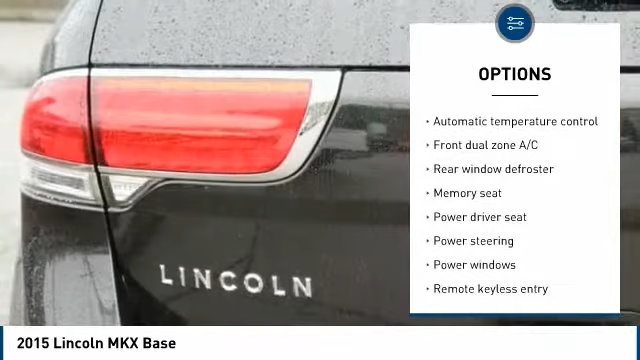 OPTIONS
• Automatic temperature control
• Front dual zone A/C
• Rear window defroster
• Memory seat
• Power driver seat
• Power steering
• Power windows
• Remote keyless entry
LINCOLN
2015 Lincoln MKX Base